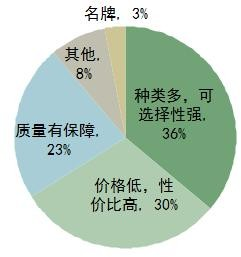 名牌, 3%
其他,
8%
种类多，可
选择性强,
36%
质量有保障,
23%
价格低，性
价比高, 30%